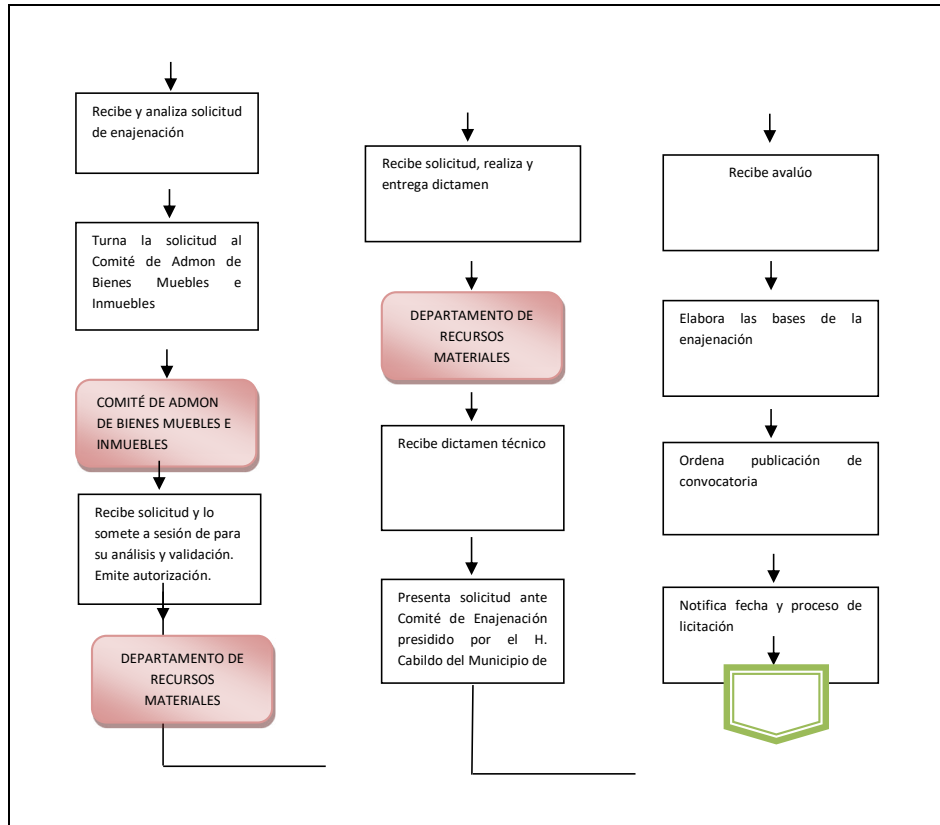 Recibe y analiza solicitud
de enajenación
Turna la solicitud al
Comité de Admon de
Bienes Muebles e
Inmuebles
COMITÉ DE ADMON
DE BIENES MUEBLES E
INMUEBLES
Recibe solicitud y lo
somete a sesión de para
su análisis y validación.
Emite autorización.
DEPARTAMENTO DE
RECURSOS
MATERIALES
Recibe solicitud, realiza y
entrega dictamen
DEPARTAMENTO DE
RECURSOS
MATERIALES
Recibe dictamen técnico
Presenta solicitud ante
Comité de Enajenación
presidido por el H.
Cabildo del Municipio de
Recibe avalúo
Elabora las bases de la
enajenación
Ordena publicación de
convocatoria
Notifica fecha y proceso de
licitación